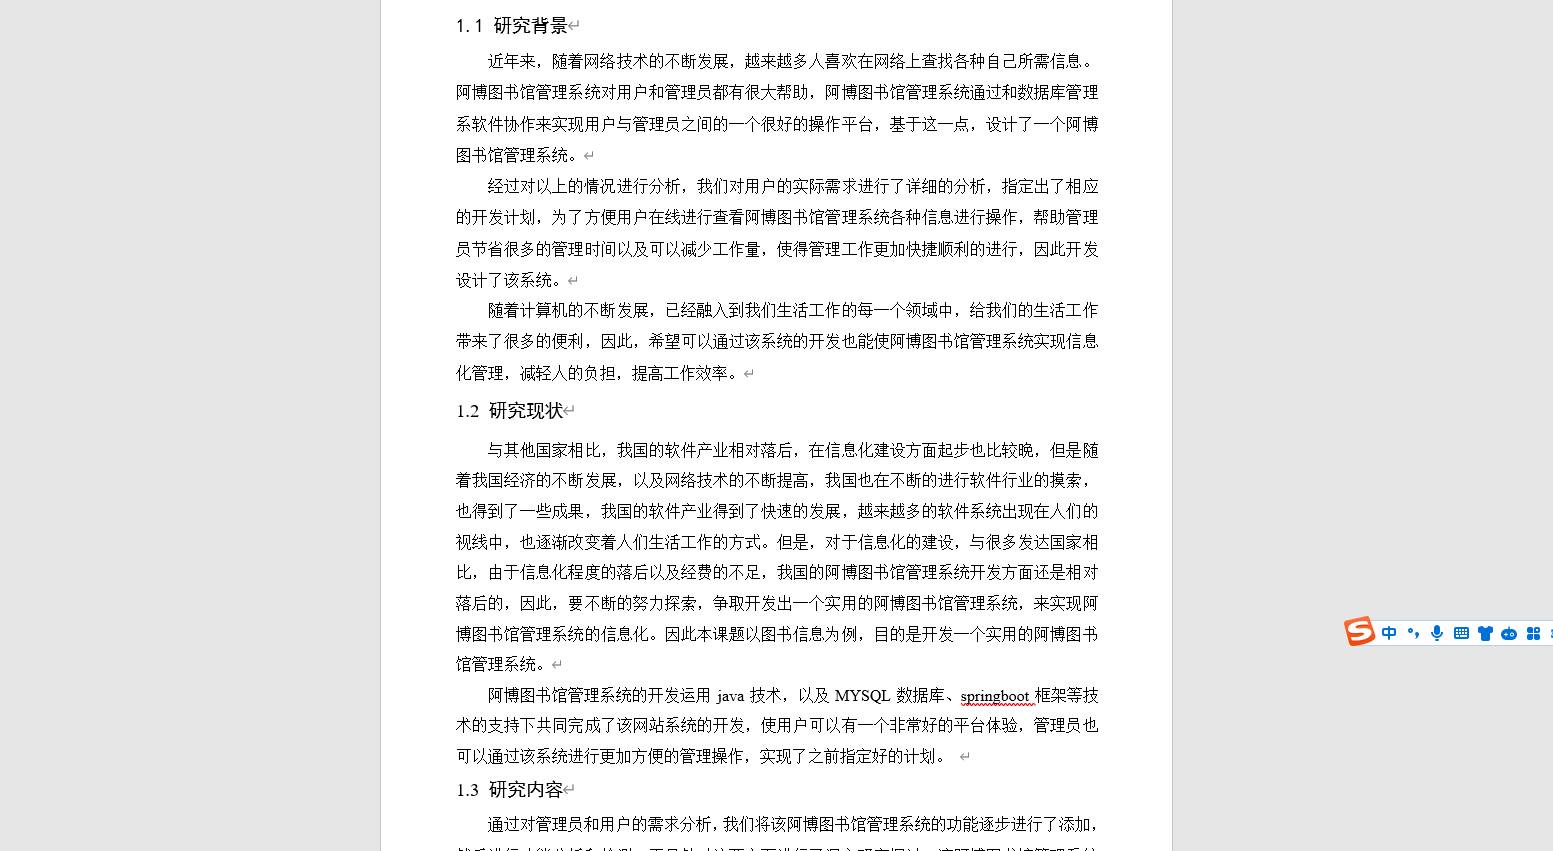 1.1 研究背景
近年来，随着网络技术的不断发展，越来越多人喜欢在网络上查找各种自己所需信息。
阿博图书馆管理系统对用户和管理员都有很大帮助，阿博图书馆管理系统通过和数据库管理
系软件协作来实现用户与管理员之间的一个很好的操作平台，基于这一点，设计了一个阿博
图书馆管理系统。
经过对以上的情况进行分析，我们对用户的实际需求进行了详细的分析，指定出了相应
的开发计划，为了方便用户在线进行查看阿博图书馆管理系统各种信息进行操作，帮助管理
员节省很多的管理时间以及可以减少工作量，使得管理工作更加快捷顺利的进行，因此开发
设计了该系统。
随着计算机的不断发展，已经融入到我们生活工作的每一个领域中，给我们的生活工作
带来了很多的便利，因此，希望可以通过该系统的开发也能使阿博图书馆管理系统实现信息
化管理，减轻人的负担，提高工作效率。
1.2 研究现状
与其他国家相比，我国的软件产业相对落后，在信息化建设方面起步也比较晚，但是随
着我国经济的不断发展，以及网络技术的不断提高，我国也在不断的进行软件行业的摸索，
也得到了一些成果，我国的软件产业得到了快速的发展，越来越多的软件系统出现在人们的
视线中，也逐渐改变着人们生活工作的方式。但是，对于信息化的建设，与很多发达国家相
比，由于信息化程度的落后以及经费的不足，我国的阿博图书馆管理系统开发方面还是相对
落后的，因此，要不断的努力探索，争取开发出一个实用的阿博图书馆管理系统，来实现阿
博图书馆管理系统的信息化。因此本课题以图书信息为例，目的是开发一个实用的阿博图书
馆管理系统。
阿博图书馆管理系统的开发运用 java 技术，以及 MYSQL 数据库、springboot 框架等技
术的支持下共同完成了该网站系统的开发，使用户可以有一个非常好的平台体验，管理员也
可以通过该系统进行更加方便的管理操作，实现了之前指定好的计划。
1.3 研究内容
通过对管理员和用户的需求分析，我们将该阿博图书馆管理系统的功能逐步进行了添加，
中